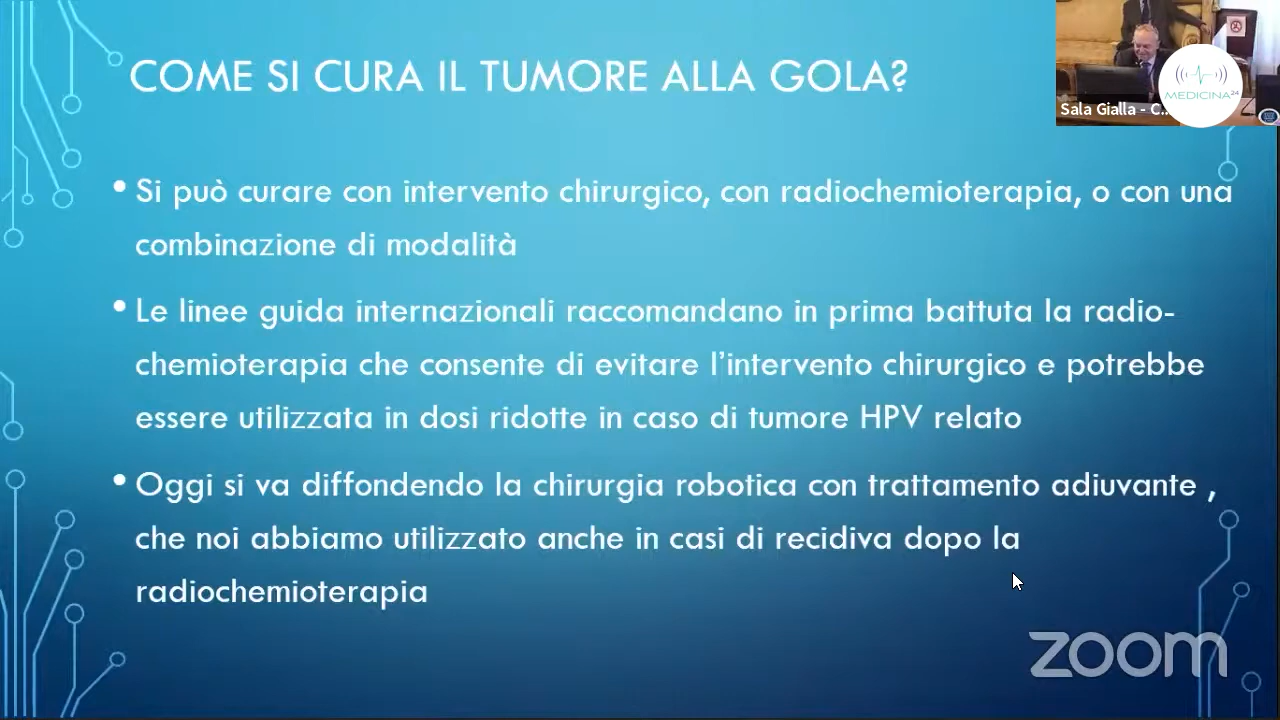 COME SI CURA IL TUMORE ALLA GOLA?
Sala Gialla - C...
MEDICINA24
• Si può curare con intervento chirurgico, con radiochemioterapia, o con una
combinazione di modalità
• Le linee guida internazionali raccomandano in prima battuta la radio-
chemioterapia che consente di evitare l'intervento chirurgico e potrebbe
essere utilizzata in dosi ridotte in caso di tumore HPV relato
• Oggi si va diffondendo la chirurgia robotica con trattamento adiuvante ,
che noi abbiamo utilizzato anche in casi di recidiva dopo la
radiochemioterapia
zoom